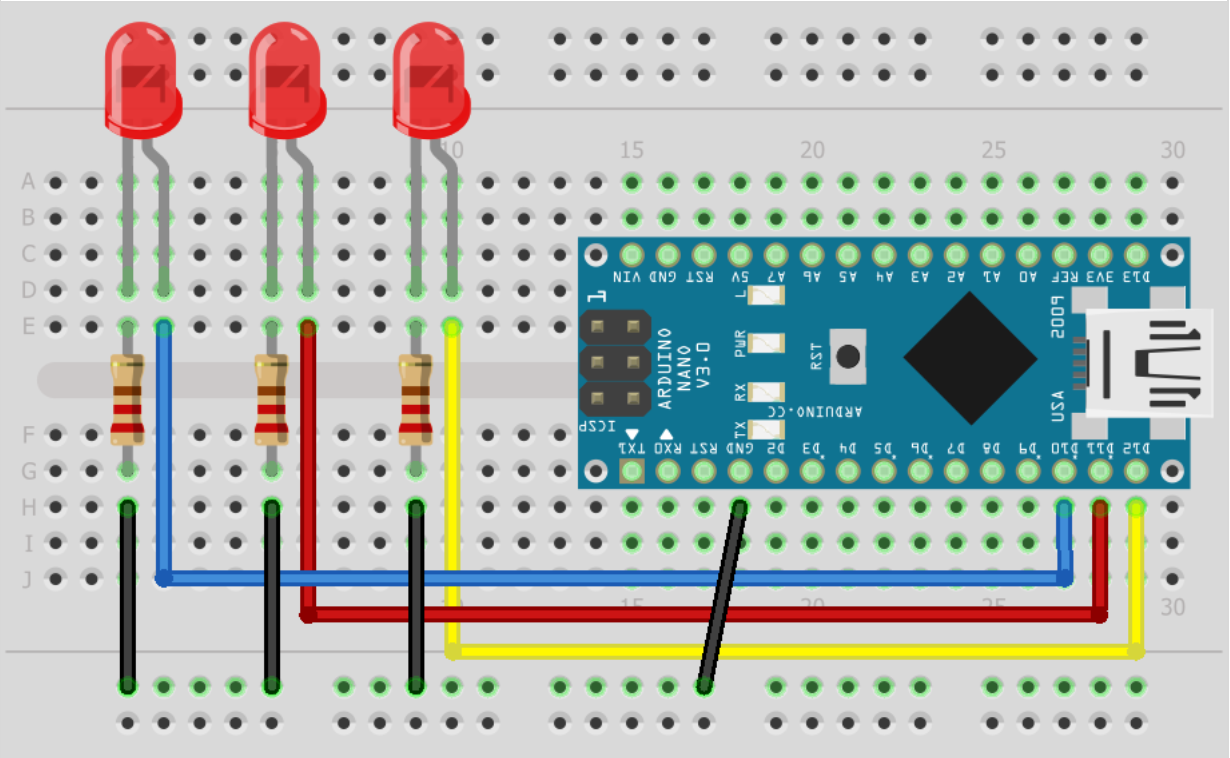 10 15 20 25 30
A
B
C
D
E
F
G
H
I
J
VIN GND RST 5V A7 A6 A5 A4 A3 A2 A1 A0 REF 3V3 D13
1
L
PWR
RX
TX
RST
ARDUINO
NANO
V3.0
ARDUINO.CC
2009
USA
ICSP
TX1 RX0 RST GND D2 D3 D4 D5 D6 D7 D8 D9 D10 D11 D12
10 15 20 25 30